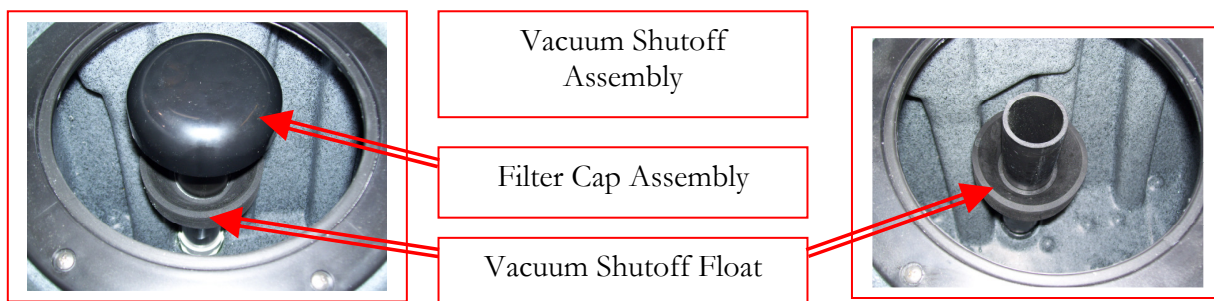 Vacuum Shutoff
Assembly
Filter Cap Assembly
Vacuum Shutoff Float